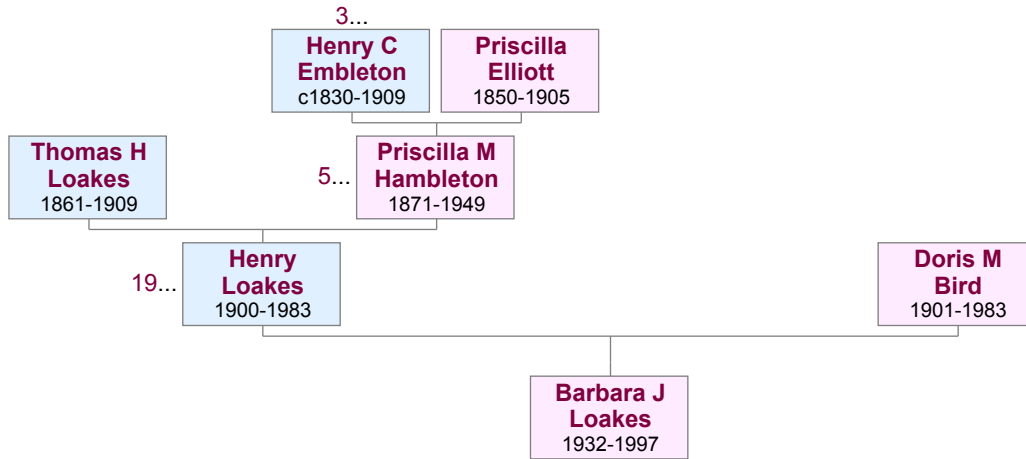 3...
Henry C
Embleton
c1830-1909
Priscilla
Elliott
1850-1905
Thomas H
Loakes
1861-1909
5...
Priscilla M
Hambleton
1871-1949
19...
Henry
Loakes
1900-1983
Doris M
Bird
1901-1983
Barbara J
Loakes
1932-1997